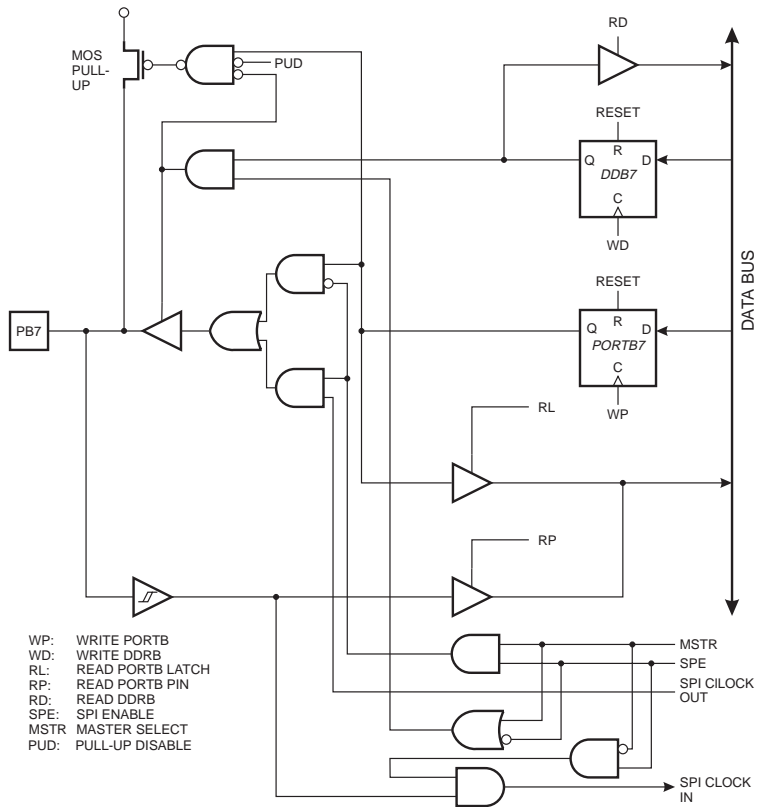 RD
MOS
PULL-
UP
PUD
RESET
R
Q
D
DDB7
C
WD
RESET
R
Q
D
PORTB7
C
WP
DATA BUS
PB7
RL
RP
WP: WRITE PORTB
WD: WRITE DDRB
RL: READ PORTB LATCH
RP: READ PORTB PIN
RD: READ DDRB
SPE: SPI ENABLE
MSTR MASTER SELECT
PUD: PULL-UP DISABLE
MSTR
SPE
SPI CILOCK
OUT
SPI CLOCK
IN